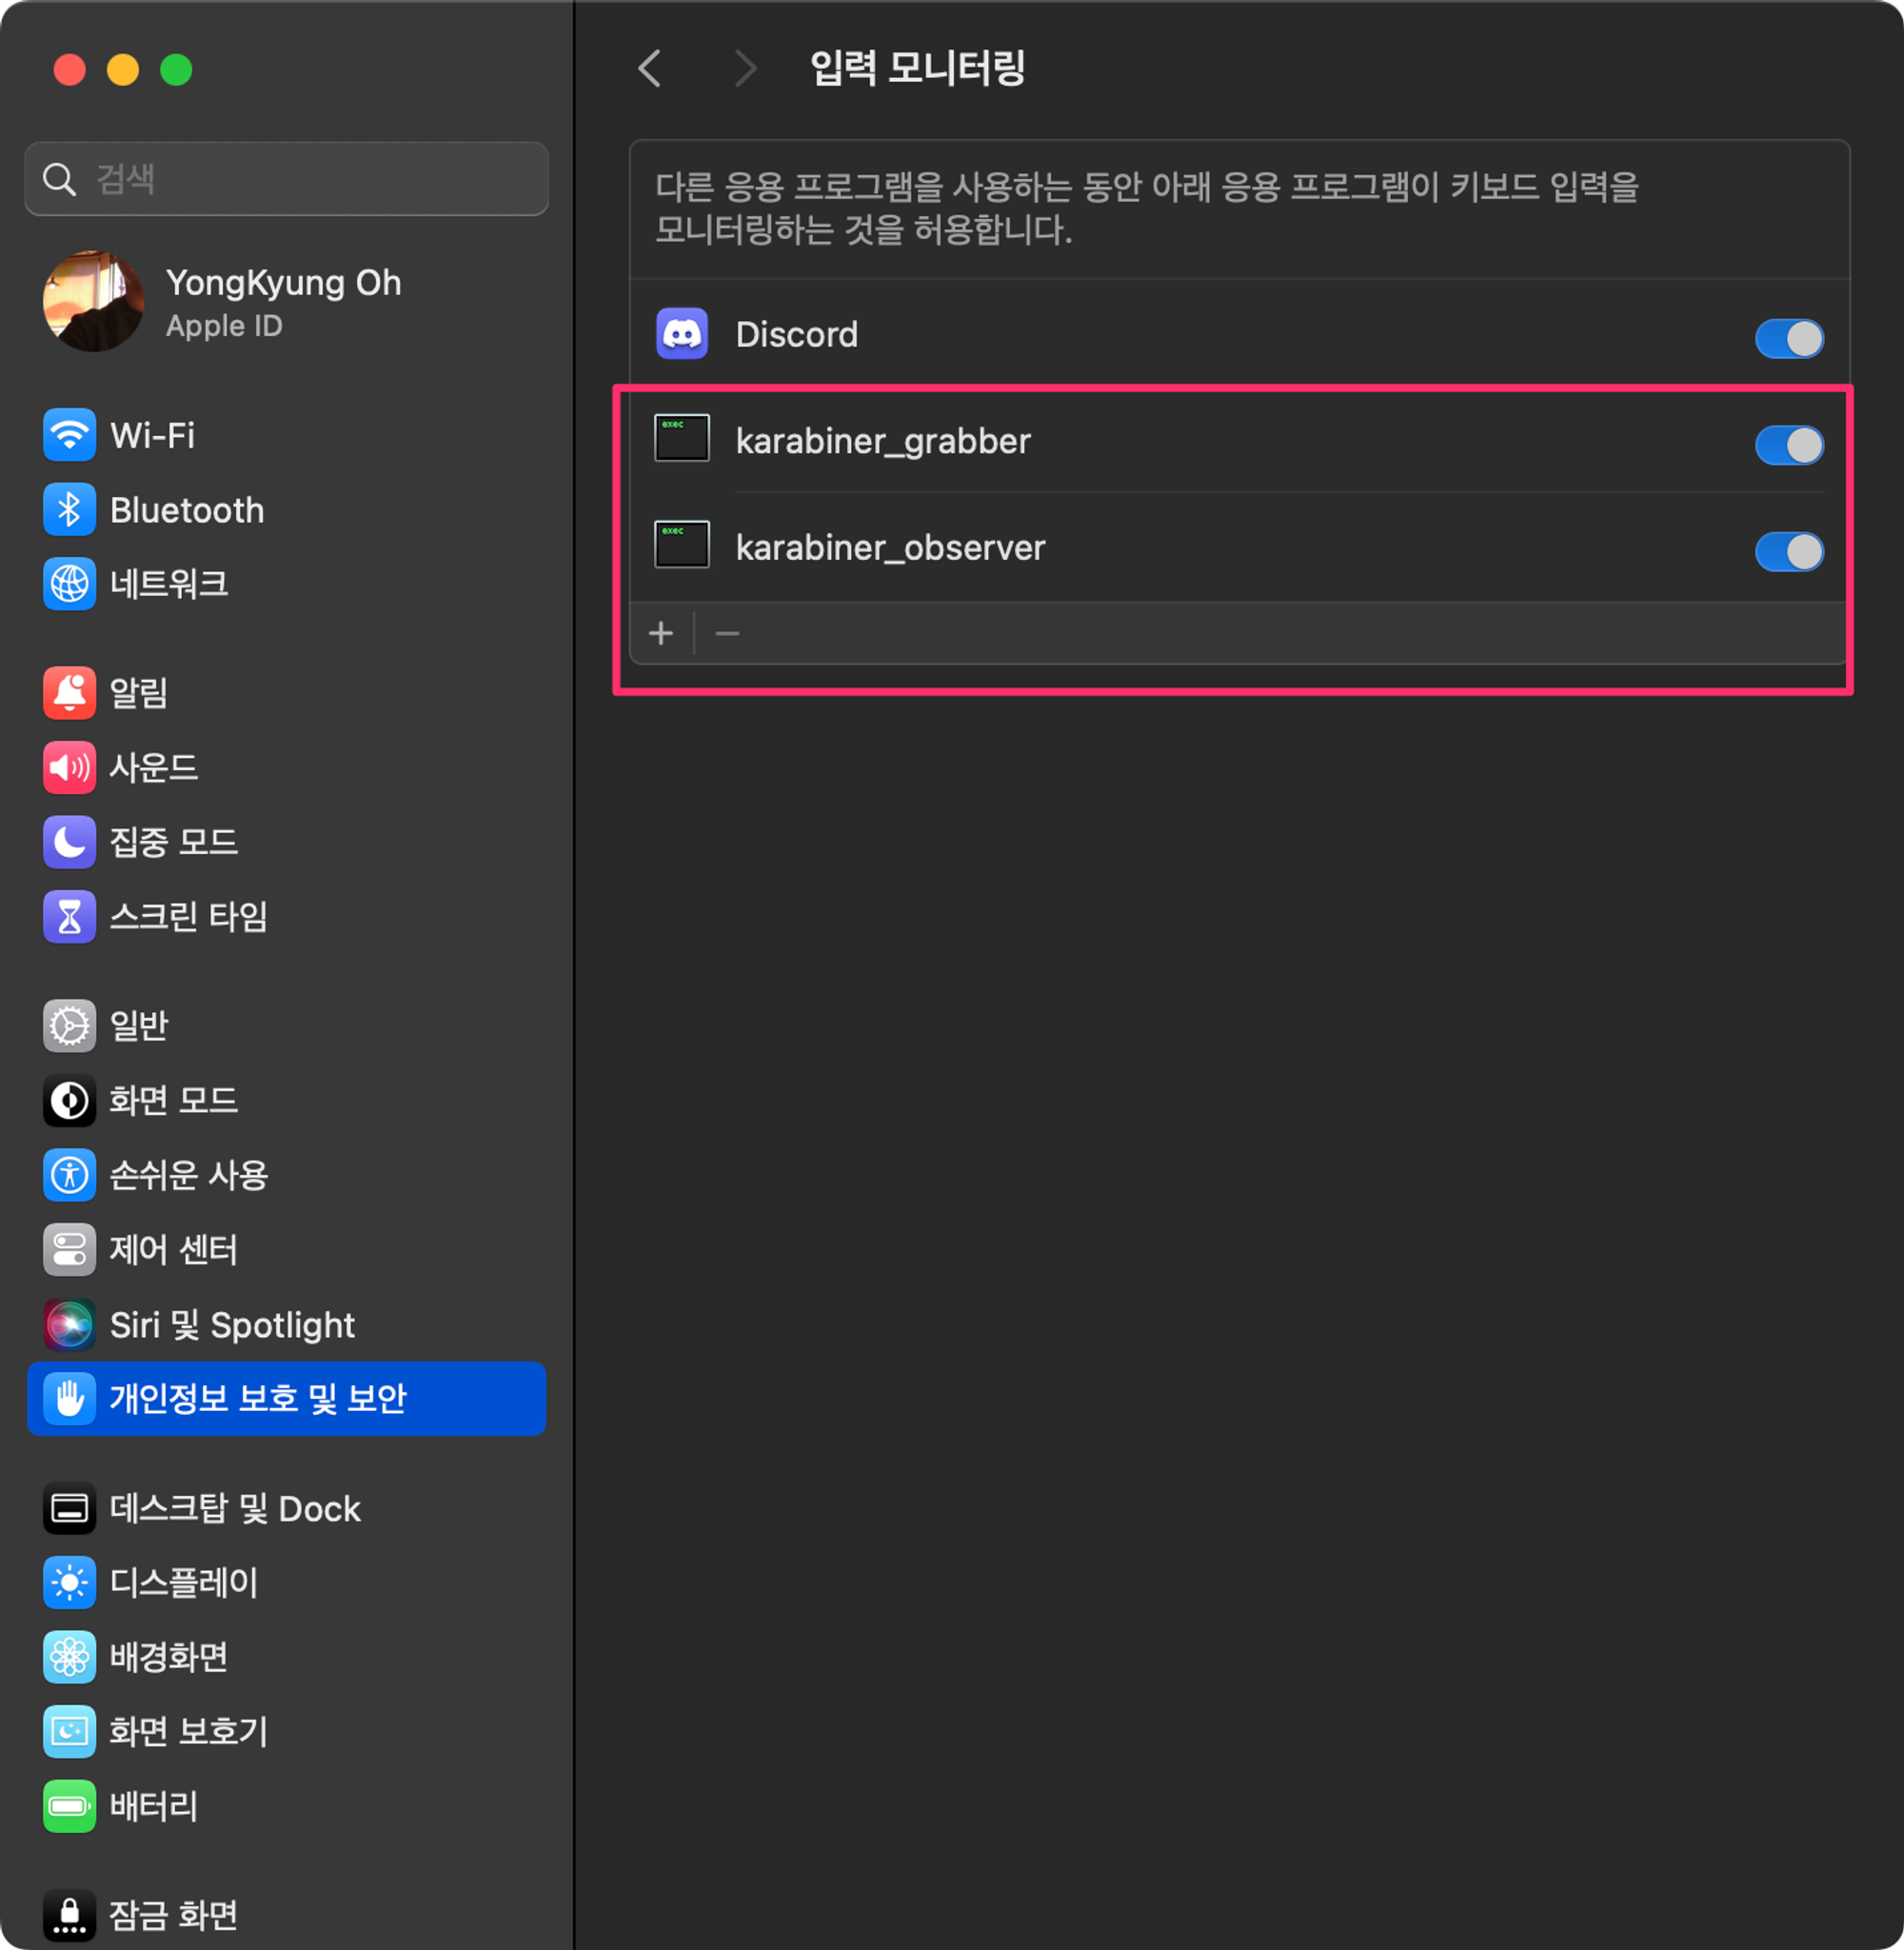 입력 모니터링
검색
YongKyung Oh
Apple ID
Wi-Fi
Bluetooth
네트워크
알림
사운드
집중 모드
스크린 타임
일반
화면 모드
손쉬운 사용
제어 센터
Siri 및 Spotlight
개인정보 보호 및 보안
데스크탑 및 Dock
디스플레이
배경화면
화면 보호기
배터리
잠금 화면
다른 응용 프로그램을 사용하는 동안 아래 응용 프로그램이 키보드 입력을
모니터링하는 것을 허용합니다.
Discord
exec
karabiner_grabber
exec
karabiner_observer